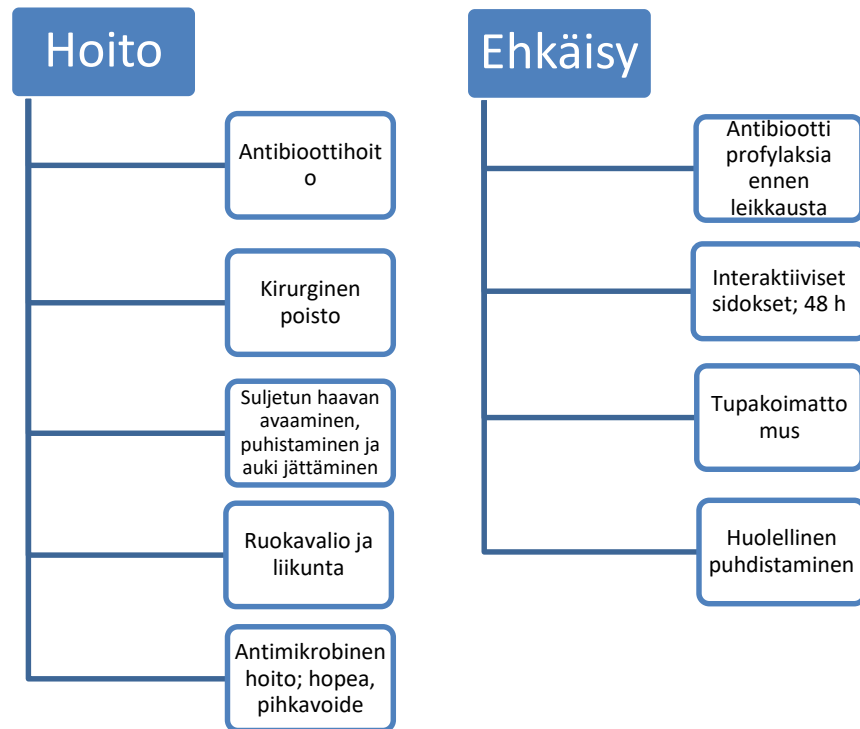 Hoito
Antibioottihoit
o
Kirurginen
poisto
Suljetun haavan
avaaminen,
puhistaminen ja
auki jättäminen
Ruokavalio ja
liikunta
Antimikrobinen
hoito; hopea,
pihkavoide
Ehkäisy
Antibiootti
profylaksia
ennen
leikkausta
Interaktiiviset
sidokset; 48 h
Tupakoimatto
mus
Huolellinen
puhdistaminen